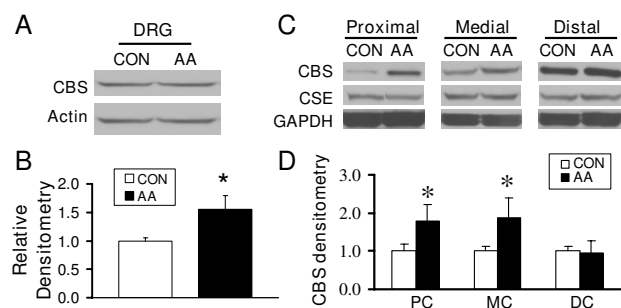 A
DRG
CON AA
CBS
Actin
B
Relative
Densitometry
2.0
1.5
1.0
0.5
0.0
CON
AA
*
C
Proximal Medial Distal
CON AA CON AA CON AA
CBS
CSE
GAPDH
D
CBS densitometry
3.0
2.0
1.0
0.0
CON
AA
* *
PC MC DC